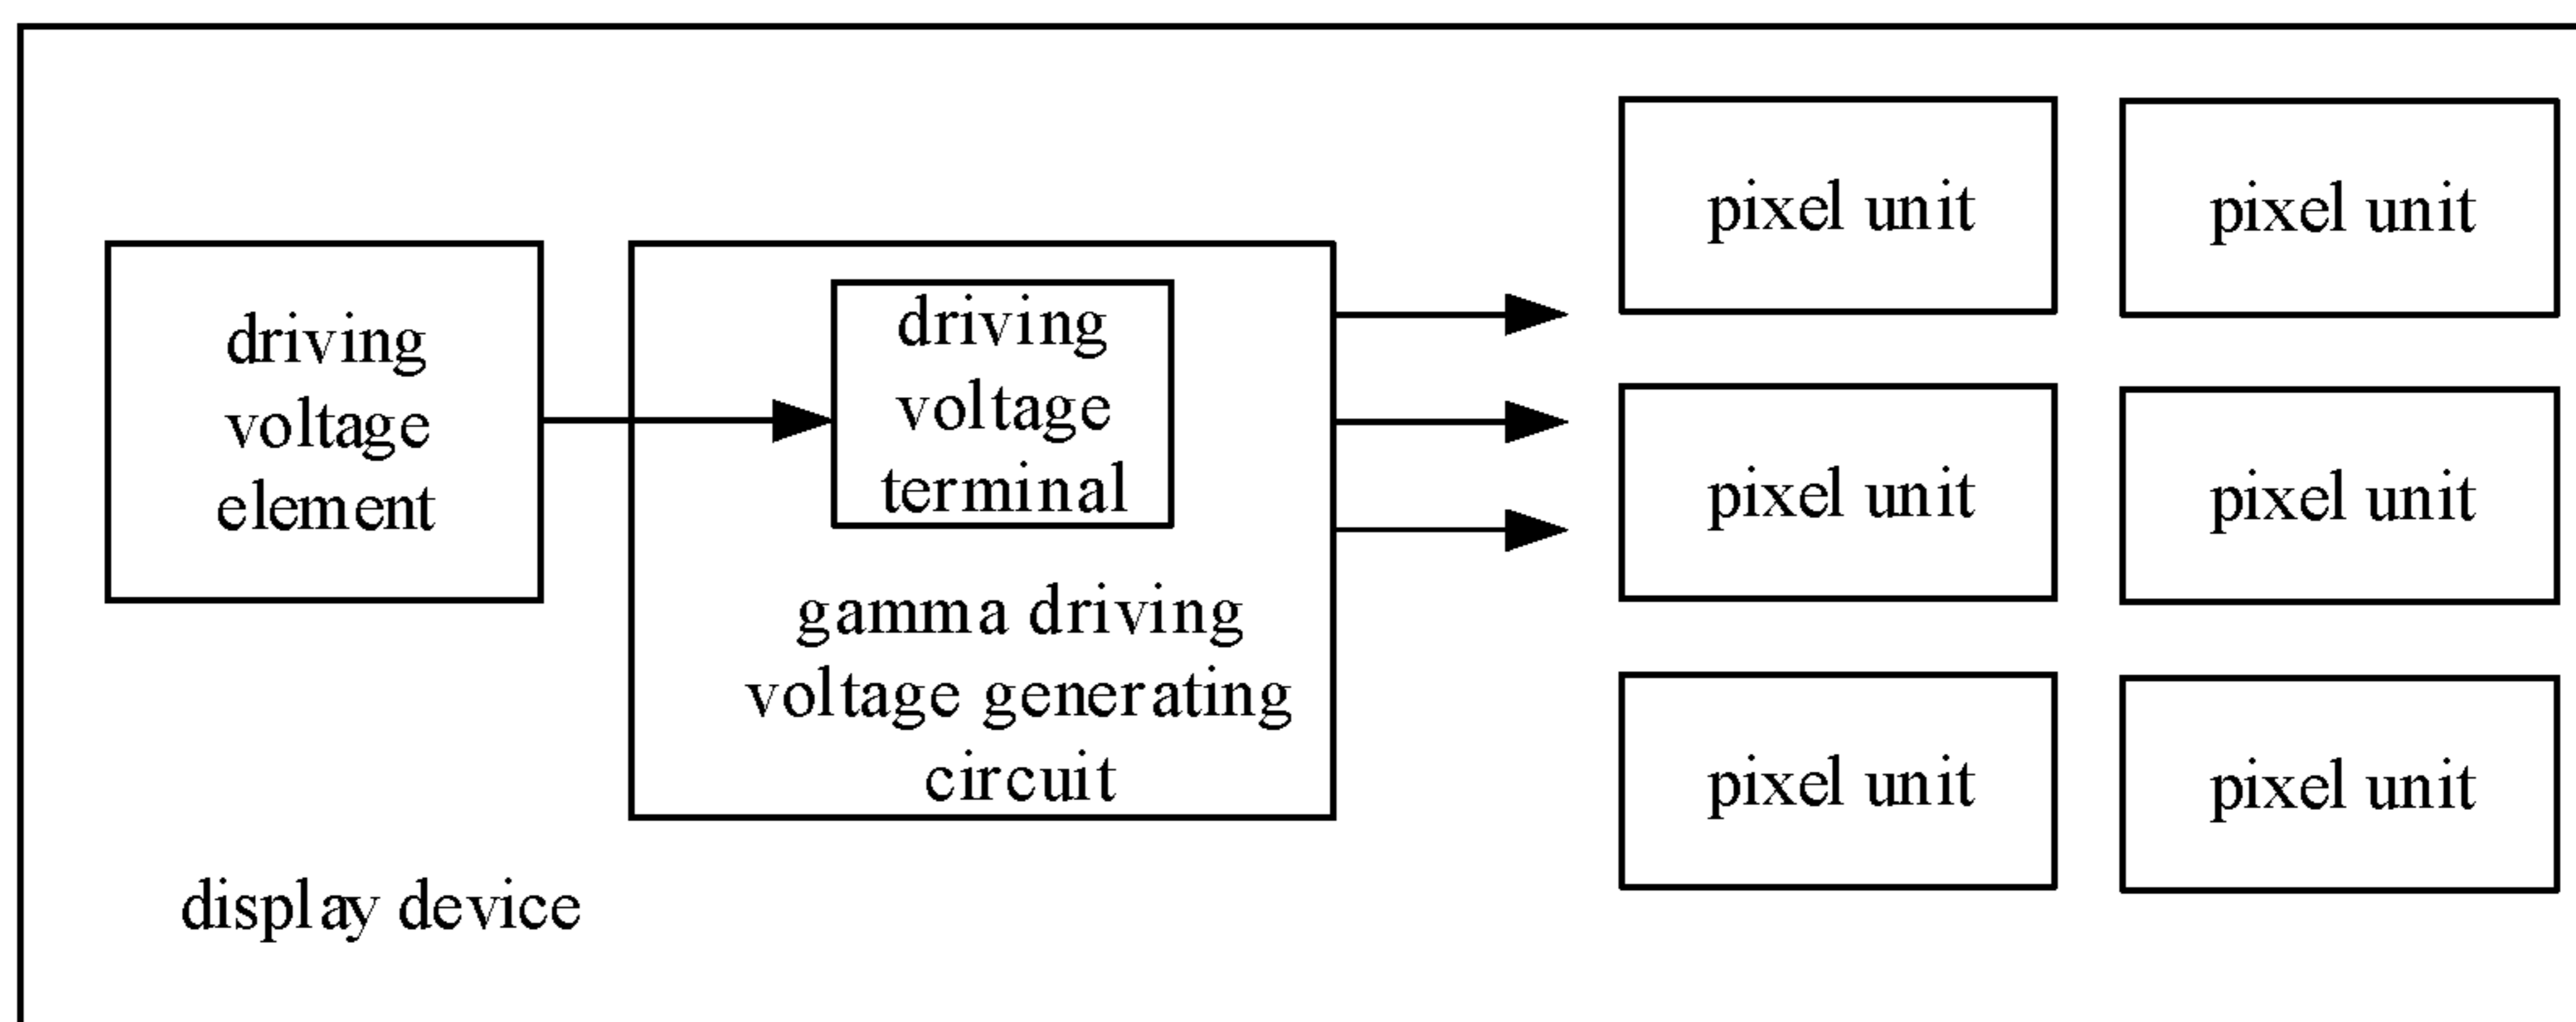 driving
voltage
element
driving
voltage
terminal
gamma driving
voltage generating
circuit
pixel unit
pixel unit
pixel unit
pixel unit
pixel unit
pixel unit
display device